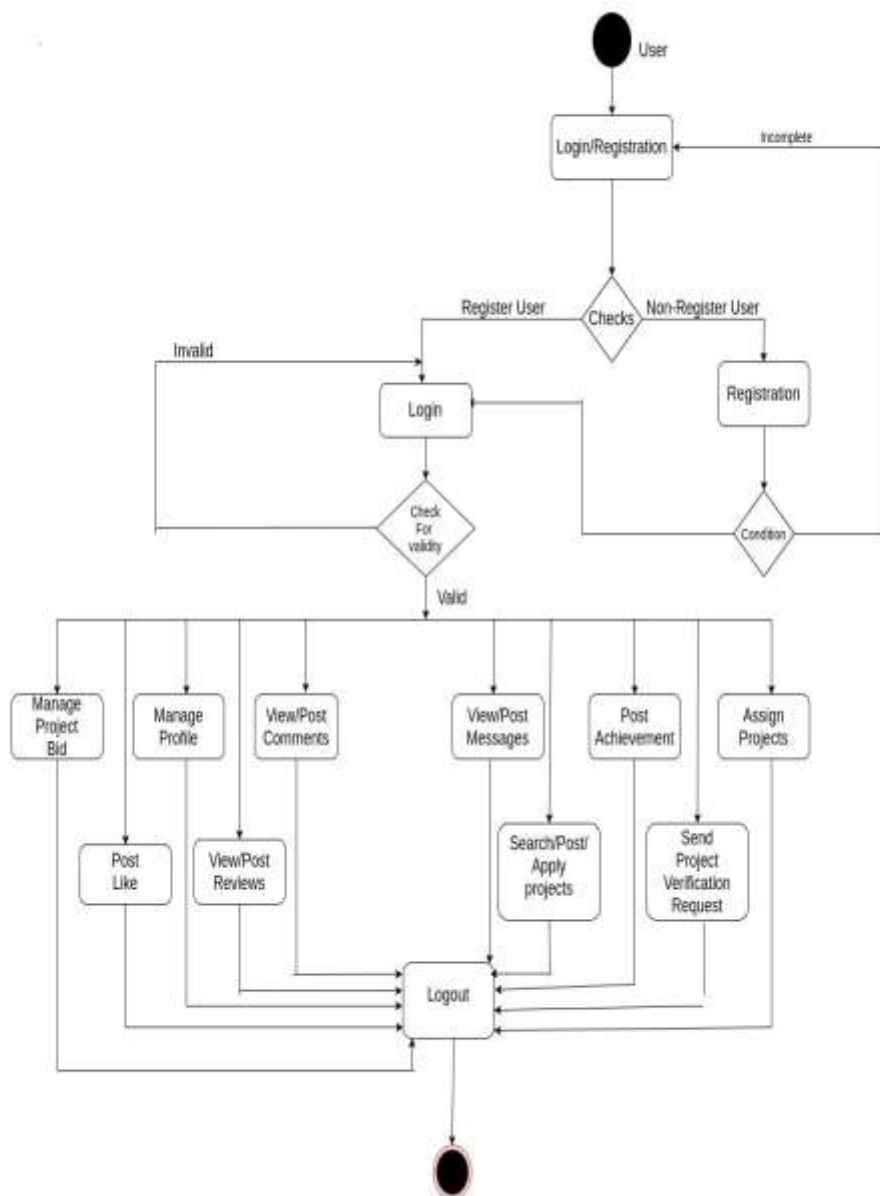 User
Login/Registration
Incomplete
Register User
Checks
Non-Register User
Invalid
Login
Registration
Check
For
validity
Condition
Valid
Manage
Project
Bid
Manage
Profile
View/Post
Comments
View/Post
Messages
Post
Achievement
Assign
Projects
Post
Like
View/Post
Reviews
Search/Post/
Apply
projects
Send
Project
Verification
Request
Logout